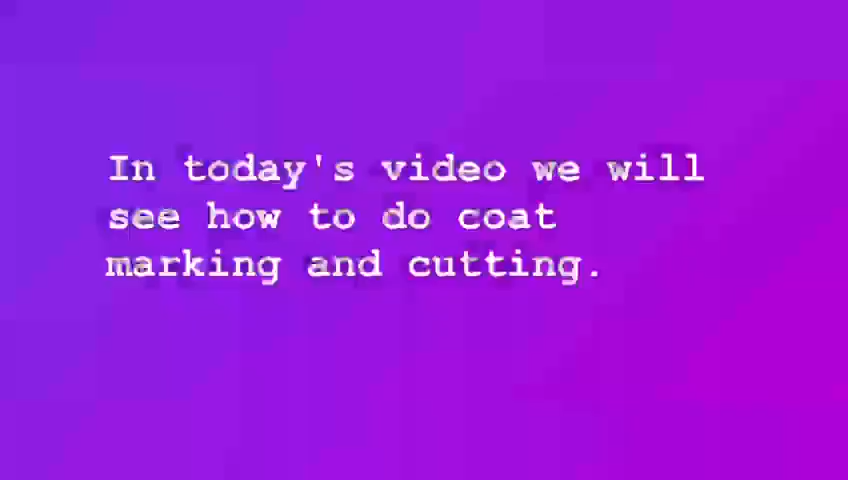 In today's video we will
see how to do coat
marking and cutting.